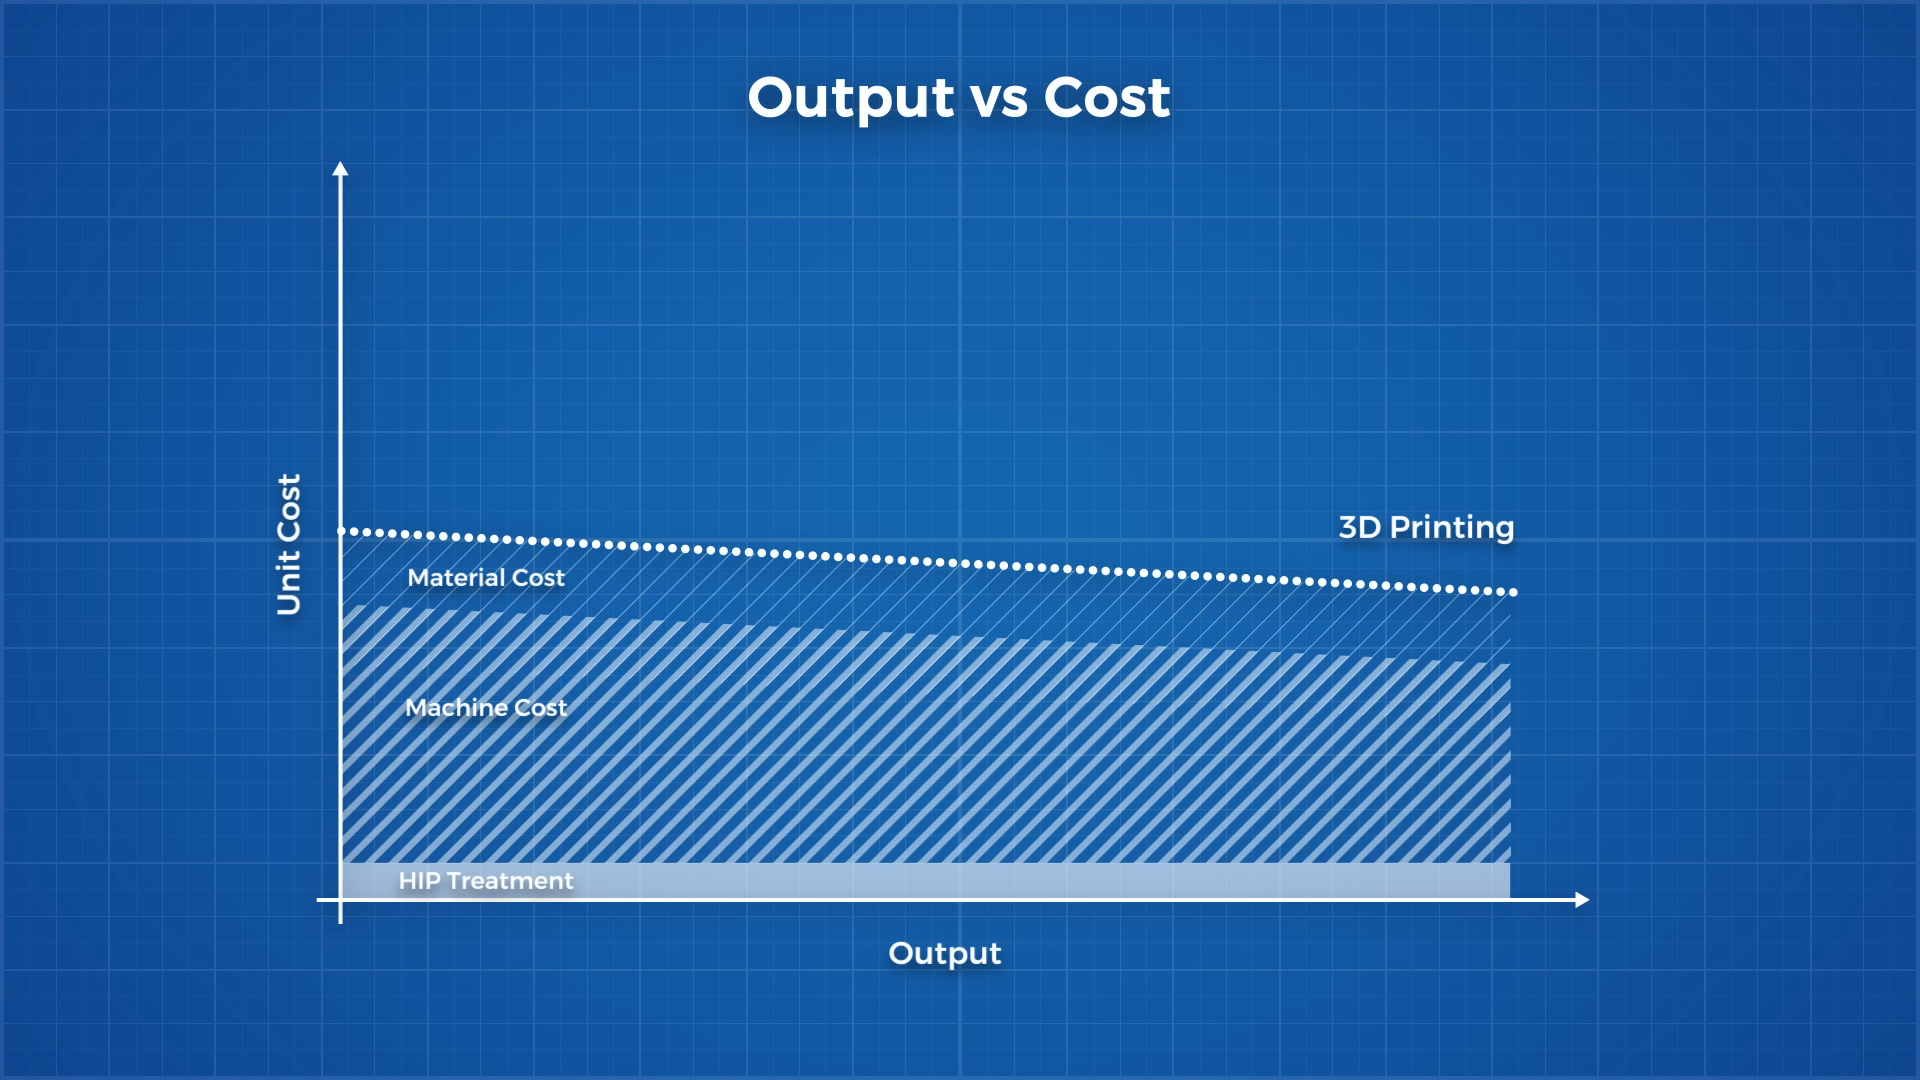 Output vs Cost
Unit Cost
3D Printing
Material Cost
Machine Cost
HIP Treatment
Output